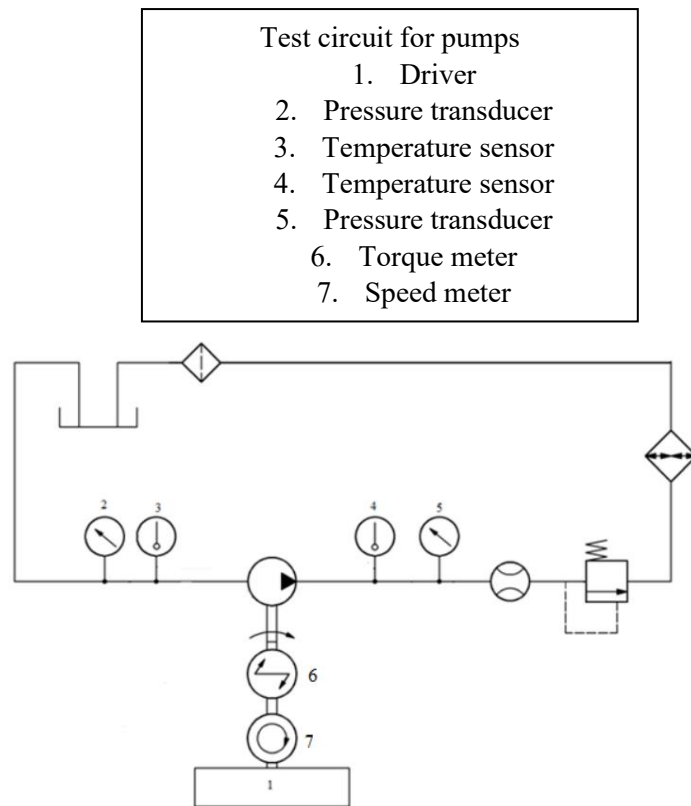 Test circuit for pumps
1. Driver
2. Pressure transducer
3. Temperature sensor
4. Temperature sensor
5. Pressure transducer
6. Torque meter
7. Speed meter
2 3 4 5
6
7
1